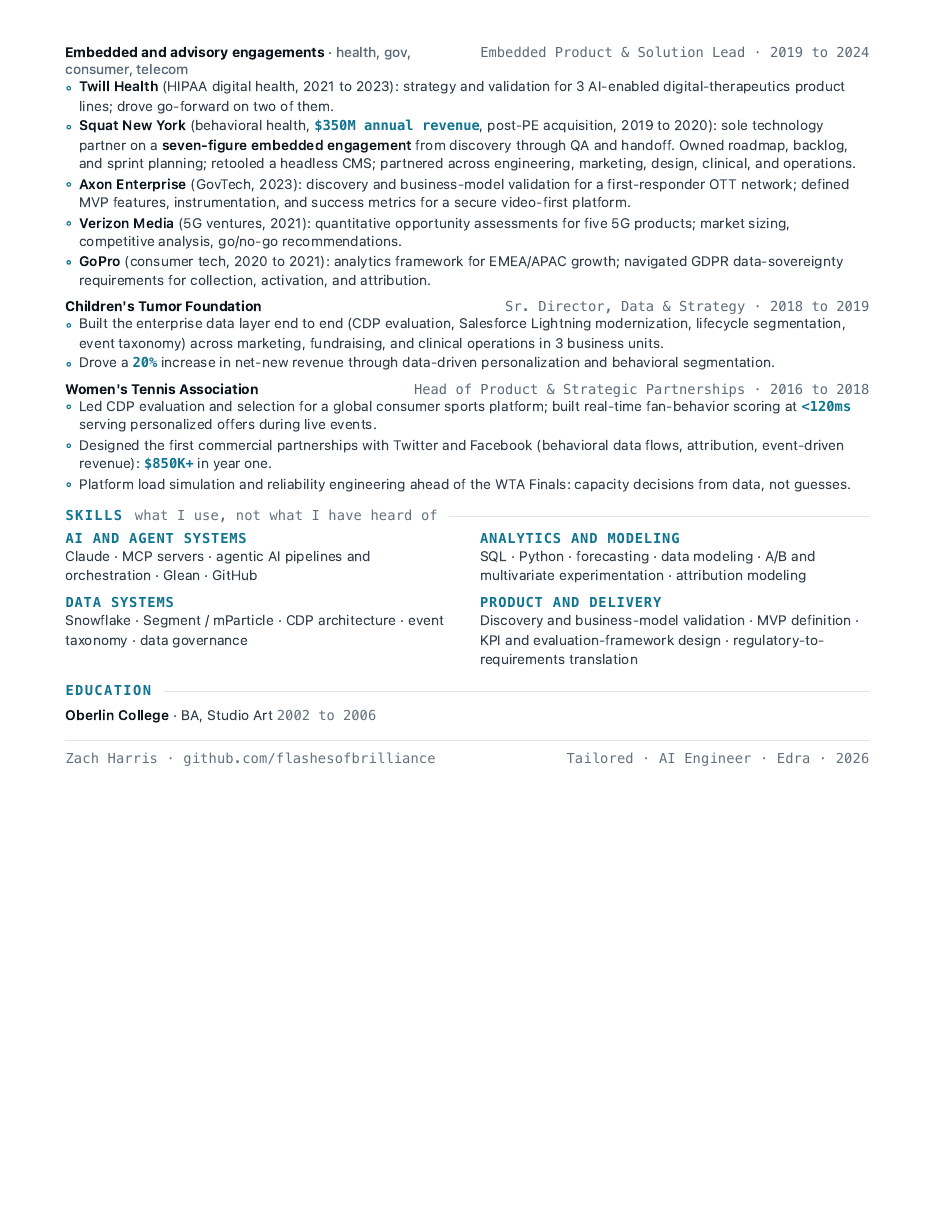 Embedded and advisory engagements · health, gov, consumer, telecom
Embedded Product & Solution Lead · 2019 to 2024
Twill Health (HIPAA digital health, 2021 to 2023): strategy and validation for 3 AI-enabled digital-therapeutics product
lines; drove go-forward on two of them.
Squat New York (behavioral health, $350M annual revenue, post-PE acquisition, 2019 to 2020): sole technology
partner on a seven-figure embedded engagement from discovery through QA and handoff. Owned roadmap, backlog,
and sprint planning; retooled a headless CMS; partnered across engineering, marketing, design, clinical, and operations.
Axon Enterprise (GovTech, 2023): discovery and business-model validation for a first-responder OTT network; defined
MVP features, instrumentation, and success metrics for a secure video-first platform.
Verizon Media (5G ventures, 2021): quantitative opportunity assessments for five 5G products; market sizing,
competitive analysis, go/no-go recommendations.
GoPro (consumer tech, 2020 to 2021): analytics framework for EMEA/APAC growth; navigated GDPR data-sovereignty
requirements for collection, activation, and attribution.
Children's Tumor Foundation
Sr. Director, Data & Strategy · 2018 to 2019
Built the enterprise data layer end to end (CDP evaluation, Salesforce Lightning modernization, lifecycle segmentation,
event taxonomy) across marketing, fundraising, and clinical operations in 3 business units.
Drove a 20% increase in net-new revenue through data-driven personalization and behavioral segmentation.
Women's Tennis Association
Head of Product & Strategic Partnerships · 2016 to 2018
Led CDP evaluation and selection for a global consumer sports platform; built real-time fan-behavior scoring at <120ms
serving personalized offers during live events.
Designed the first commercial partnerships with Twitter and Facebook (behavioral data flows, attribution, event-driven
revenue): $850K+ in year one.
Platform load simulation and reliability engineering ahead of the WTA Finals: capacity decisions from data, not guesses.
SKILLS what I use, not what I have heard of
AI AND AGENT SYSTEMS
Claude · MCP servers · agentic AI pipelines and
orchestration · Glean · GitHub
ANALYTICS AND MODELING
SQL · Python · forecasting · data modeling · A/B and
multivariate experimentation · attribution modeling
DATA SYSTEMS
Snowflake · Segment / mParticle · CDP architecture · event
taxonomy · data governance
PRODUCT AND DELIVERY
Discovery and business-model validation · MVP definition ·
KPI and evaluation-framework design · regulatory-to-
requirements translation
EDUCATION
Oberlin College · BA, Studio Art 2002 to 2006
Zach Harris · github.com/flashesofbrilliance
Tailored · AI Engineer · Edra · 2026